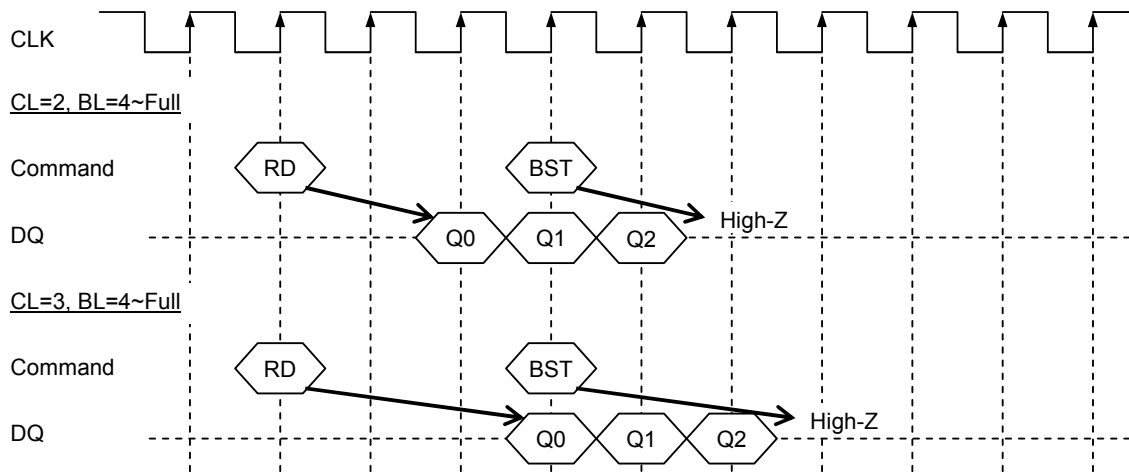 CLK
CL=2, BL=4~Full
Command RD BST
High-Z
DQ Q0 Q1 Q2
CL=3, BL=4~Full
Command RD BST
High-Z
DQ Q0 Q1 Q2